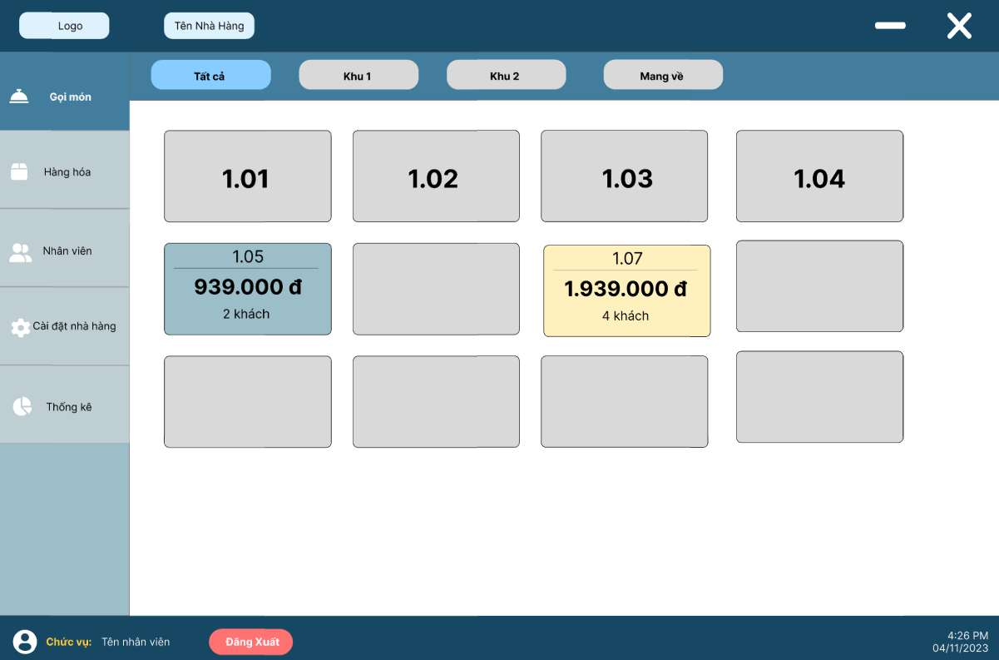 Logo
Tên Nhà Hàng
Tất cả
Khu 1
Khu 2
Mang về
Gọi món
Hàng hóa
Nhân viên
Cài đặt nhà hàng
Thống kê
1.01
1.02
1.03
1.04
1.05
939.000 đ
2 khách
1.07
1.939.000 đ
4 khách
Chức vụ: Tên nhân viên
Đăng Xuất
4:26 PM
04/11/2023